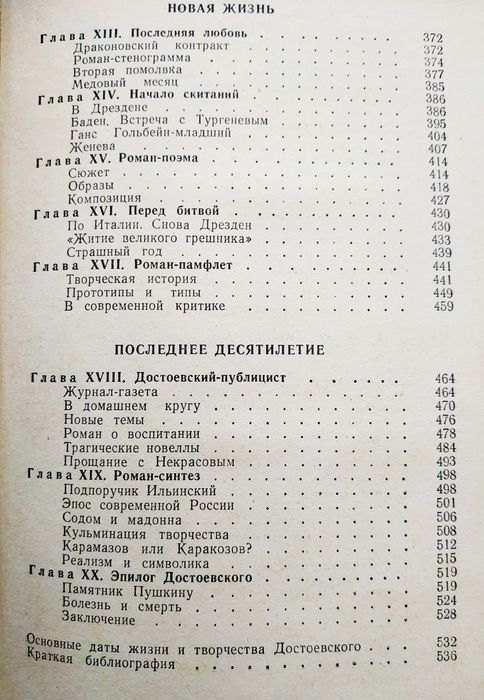 НОВАЯ ЖИЗНЬ
Глава XIII. Последняя любовь . . . . . . . . 372
Драконовский контракт . . . . . . . . 372
Роман-стенограмма . . . . . . . . 374
Вторая помолвка . . . . . . . . 377
Медовый месяц . . . . . . . . 385
Глава XIV. Начало скитаний . . . . . . . . 386
В Дрездене . . . . . . . . 386
Баден. Встреча с Тургеневым . . . . . . . . 395
Ганс Гольбейн-младший . . . . . . . . 404
Женева . . . . . . . . 407
Глава XV. Роман-поэма . . . . . . . . 414
Сюжет . . . . . . . . 414
Образы . . . . . . . . 418
Композиция . . . . . . . . 427
Глава XVI. Перед битвой . . . . . . . . 430
По Италии. Снова Дрезден . . . . . . . . 430
«Житие великого грешника» . . . . . . . . 433
Страшный год . . . . . . . . 439
Глава XVII. Роман-памфлет . . . . . . . . 441
Творческая история . . . . . . . . 441
Прототипы и типы . . . . . . . . 449
В современной критике . . . . . . . . 459
ПОСЛЕДНЕЕ ДЕСЯТИЛЕТИЕ
Глава XVIII. Достоевский-публицист . . . . . 464
Журнал-газета . . . . . . . . 464
В домашнем кругу . . . . . . . . 470
Новые темы . . . . . . . . 476
Роман о воспитании . . . . . . . . 478
Трагические новеллы . . . . . . . . 484
Прощание с Некрасовым . . . . . . . . 493
Глава XIX. Роман-синтез . . . . . . . . 498
Подпоручик Ильинский . . . . . . . . 498
Эпос современной России . . . . . . . . 501
Содом и мадонна . . . . . . . . 506
Кульминация творчества . . . . . . . . 508
Карамазов или Каракозов? . . . . . . . . 512
Реализм и символика . . . . . . . . 515
Глава XX. Эпилог Достоевского . . . . . . . . 519
Памятник Пушкину . . . . . . . . 519
Болезнь и смерть . . . . . . . . 524
Заключение . . . . . . . . 528
Основные даты жизни и творчества Достоевского . . . 532
Краткая библиография . . . . . . . . 536